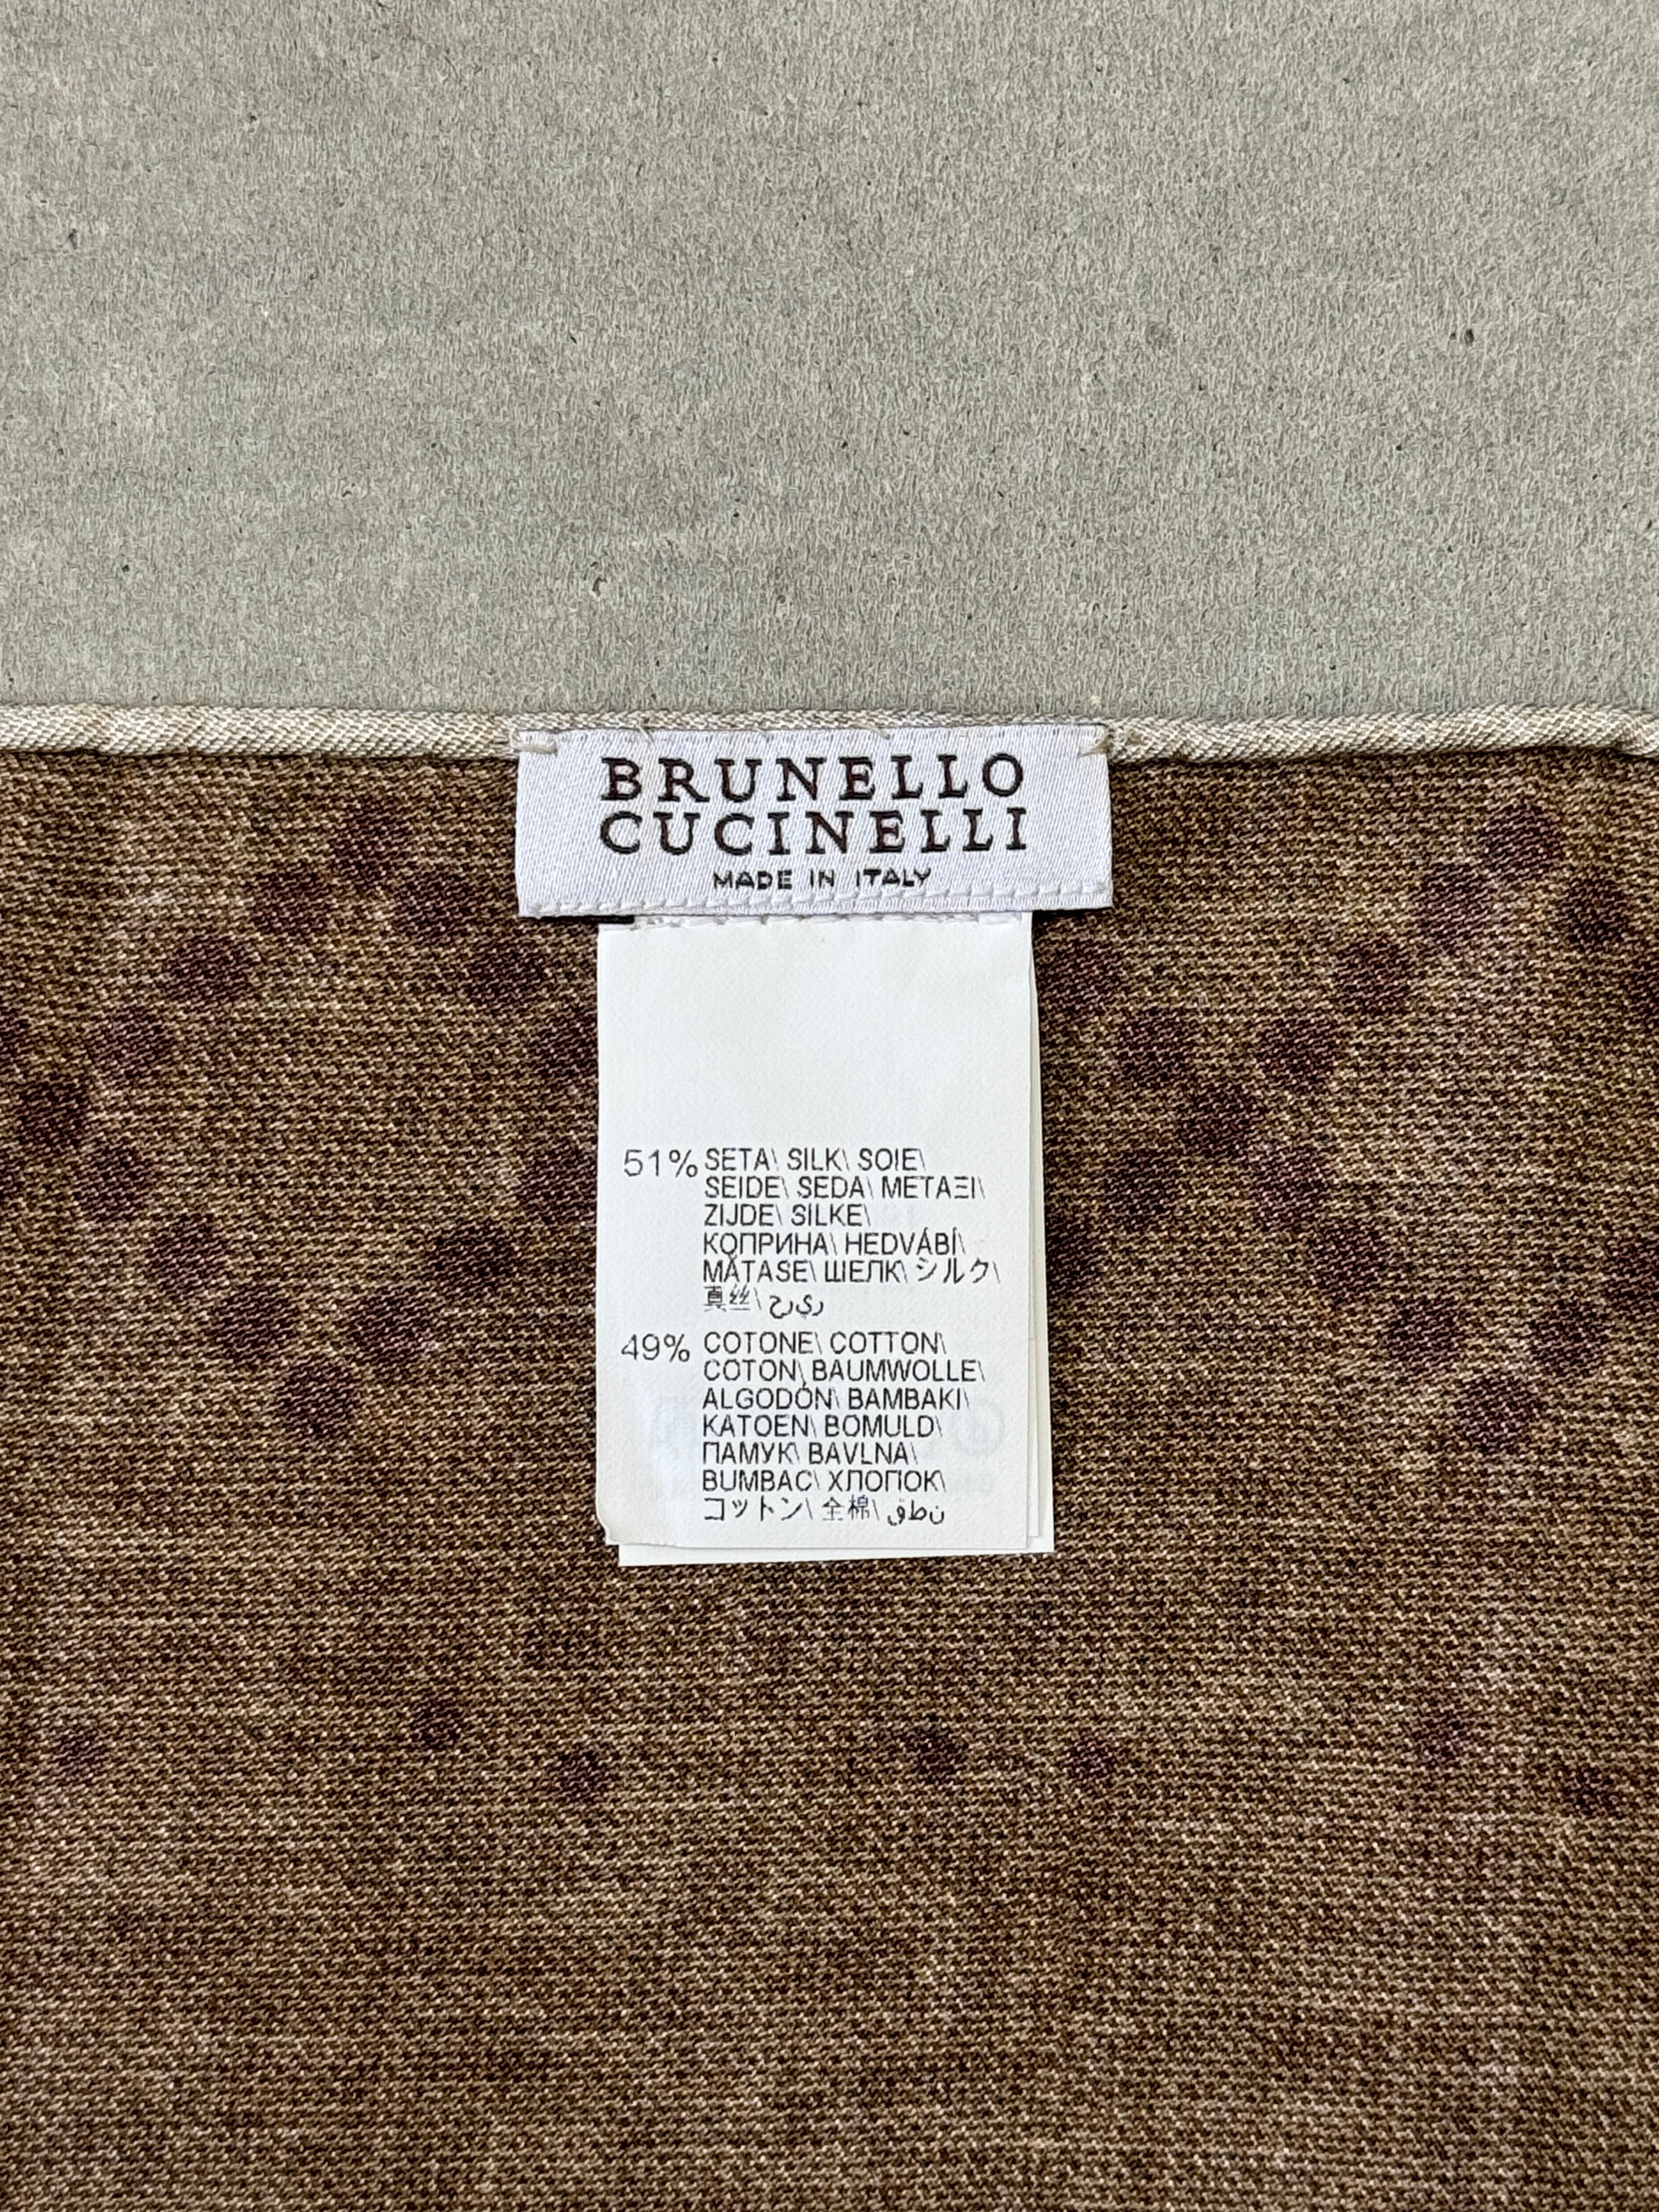 BRUNELLO
CUCINELLI
MADE IN ITALY
51% SETA\ SILK\ SOIE\
SEIDE\ SEDA\ ΜΕΤΑΞΙ\
ZIJDE\ SILKE\
КОПРИНА\ HEDVÁBÍ\
MĂTASE\ ШЕЛК\ シルク\
真丝\ ﺡﻱﺭ
49% COTONE\ COTTON\
COTON\ BAUMWOLLE\
ALGODÓN\ BAMBAKI\
KATOEN\ BOMULD\
ПАМУК\ BAVLNA\
BUMBAC\ ХЛОПОК\
コットン\ 全棉\ قطن